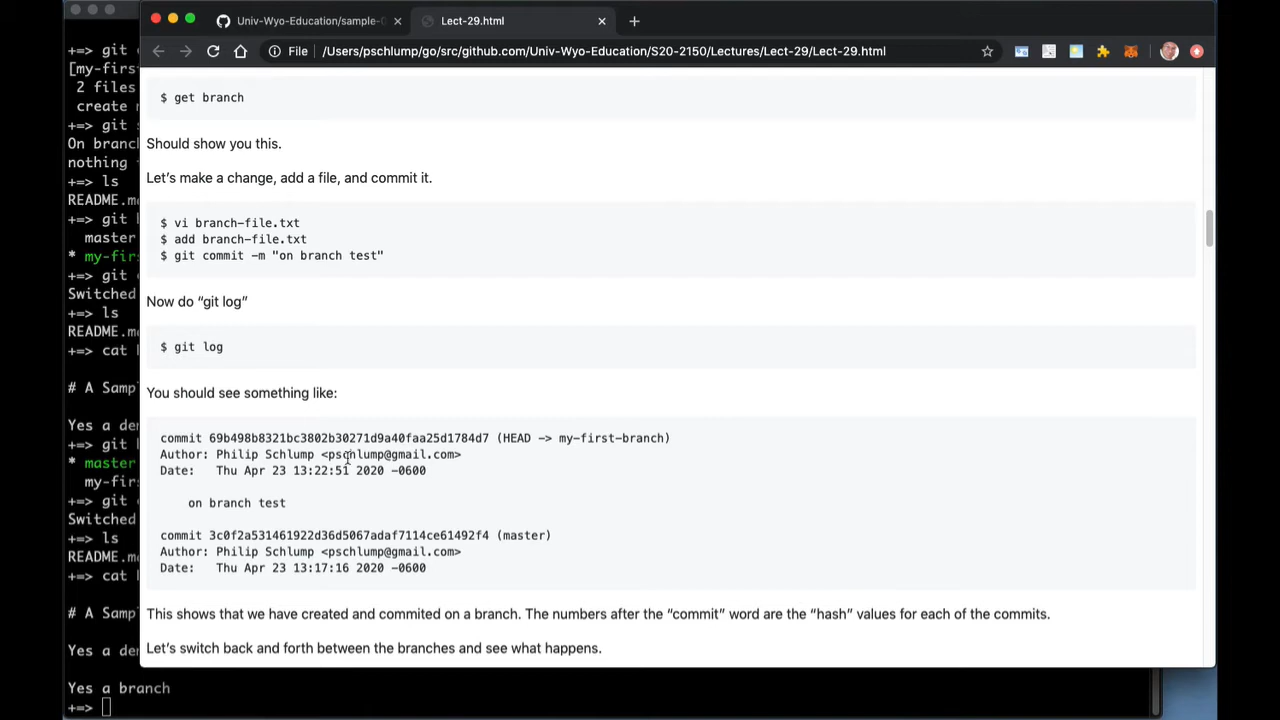 Univ-Wyo-Education/sample-
Lect-29.html
File
/Users/pschlump/go/src/github.com/Univ-Wyo-Education/S20-2150/Lectures/Lect-29/Lect-29.html
+=> git
[my-firs
2 files
create
+=> git
On branc
nothing
+=> ls
README.m
+=> git
master
* my-fir
+=> git
Switched
+=> ls
README.m
+=> cat
# A Samp
Yes a de
+=> git
* master
my-fir
+=> git
Switched
+=> ls
README.m
+=> cat
# A Samp
Yes a de
Yes a branch
+=>
$ get branch
Should show you this.
Let’s make a change, add a file, and commit it.
$ vi branch-file.txt
$ add branch-file.txt
$ git commit -m "on branch test"
Now do “git log”
$ git log
You should see something like:
commit 69b498b8321bc3802b30271d9a40faa25d1784d7 (HEAD -> my-first-branch)
Author: Philip Schlump <pschlump@gmail.com>
Date:   Thu Apr 23 13:22:51 2020 -0600
on branch test
commit 3c0f2a531461922d36d5067adaf7114ce61492f4 (master)
Author: Philip Schlump <pschlump@gmail.com>
Date:   Thu Apr 23 13:17:16 2020 -0600
This shows that we have created and commited on a branch. The numbers after the “commit” word are the “hash” values for each of the commits.
Let’s switch back and forth between the branches and see what happens.